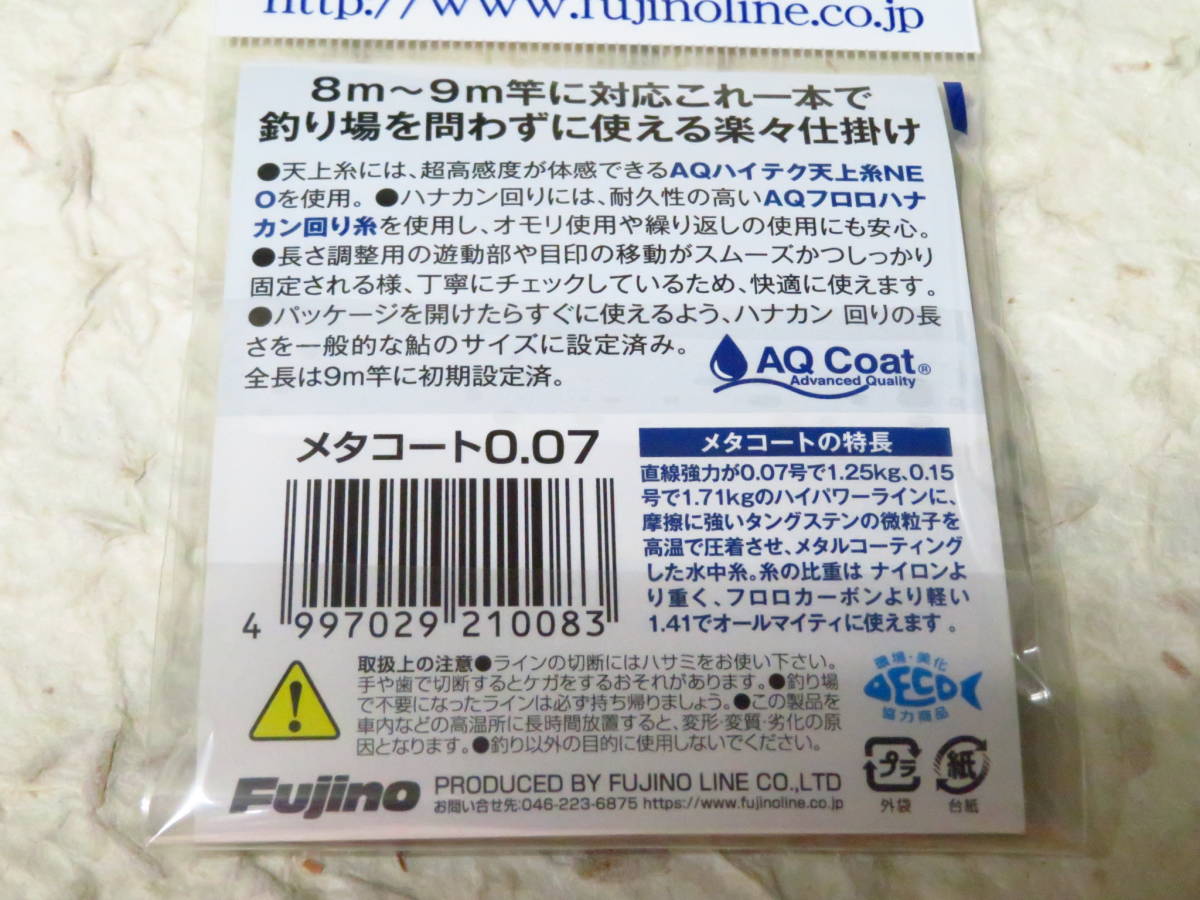 http://www.fujinoline.co.jp
8m～9m竿に対応これ一本で
釣り場を問わずに使える楽々仕掛け
●天上糸には、超高感度が体感できるAQハイテク天上糸NE
Oを使用。●ハナカン回りには、耐久性の高いAQフロロハナ
カン回り糸を使用し、オモリ使用や繰り返しの使用にも安心。
●長さ調整用の遊動部や目印の移動がスムーズかつしっかり
固定される様、丁寧にチェックしているため、快適に使えます。
●パッケージを開けたらすぐに使えるよう、ハナカン 回りの長
さを一般的な鮎のサイズに設定済み。
全長は9m竿に初期設定済。
AQ Coat®
Advanced Quality
メタコート0.07
4 997029 210083
メタコートの特長
直線強力が0.07号で1.25kg、0.15
号で1.71kgのハイパワーラインに、
摩擦に強いタングステンの微粒子を
高温で圧着させ、メタルコーティング
した水中糸。糸の比重は ナイロンよ
り重く、フロロカーボンより軽い
1.41でオールマイティに使えます。
取扱上の注意●ラインの切断にはハサミをお使い下さい。
手や歯で切断するとケガをするおそれがあります。●釣り場
で不要になったラインは必ず持ち帰りましょう。●この製品を
車内などの高温所に長時間放置すると、変形・変質・劣化の原
因となります。●釣り以外の目的に使用しないでください。
環境・美化
ECO
協力商品
プラ
外袋
紙
台紙
Fujino
PRODUCED BY FUJINO LINE CO.,LTD
お問い合せ先:046-223-6875 https://www.fujinoline.co.jp